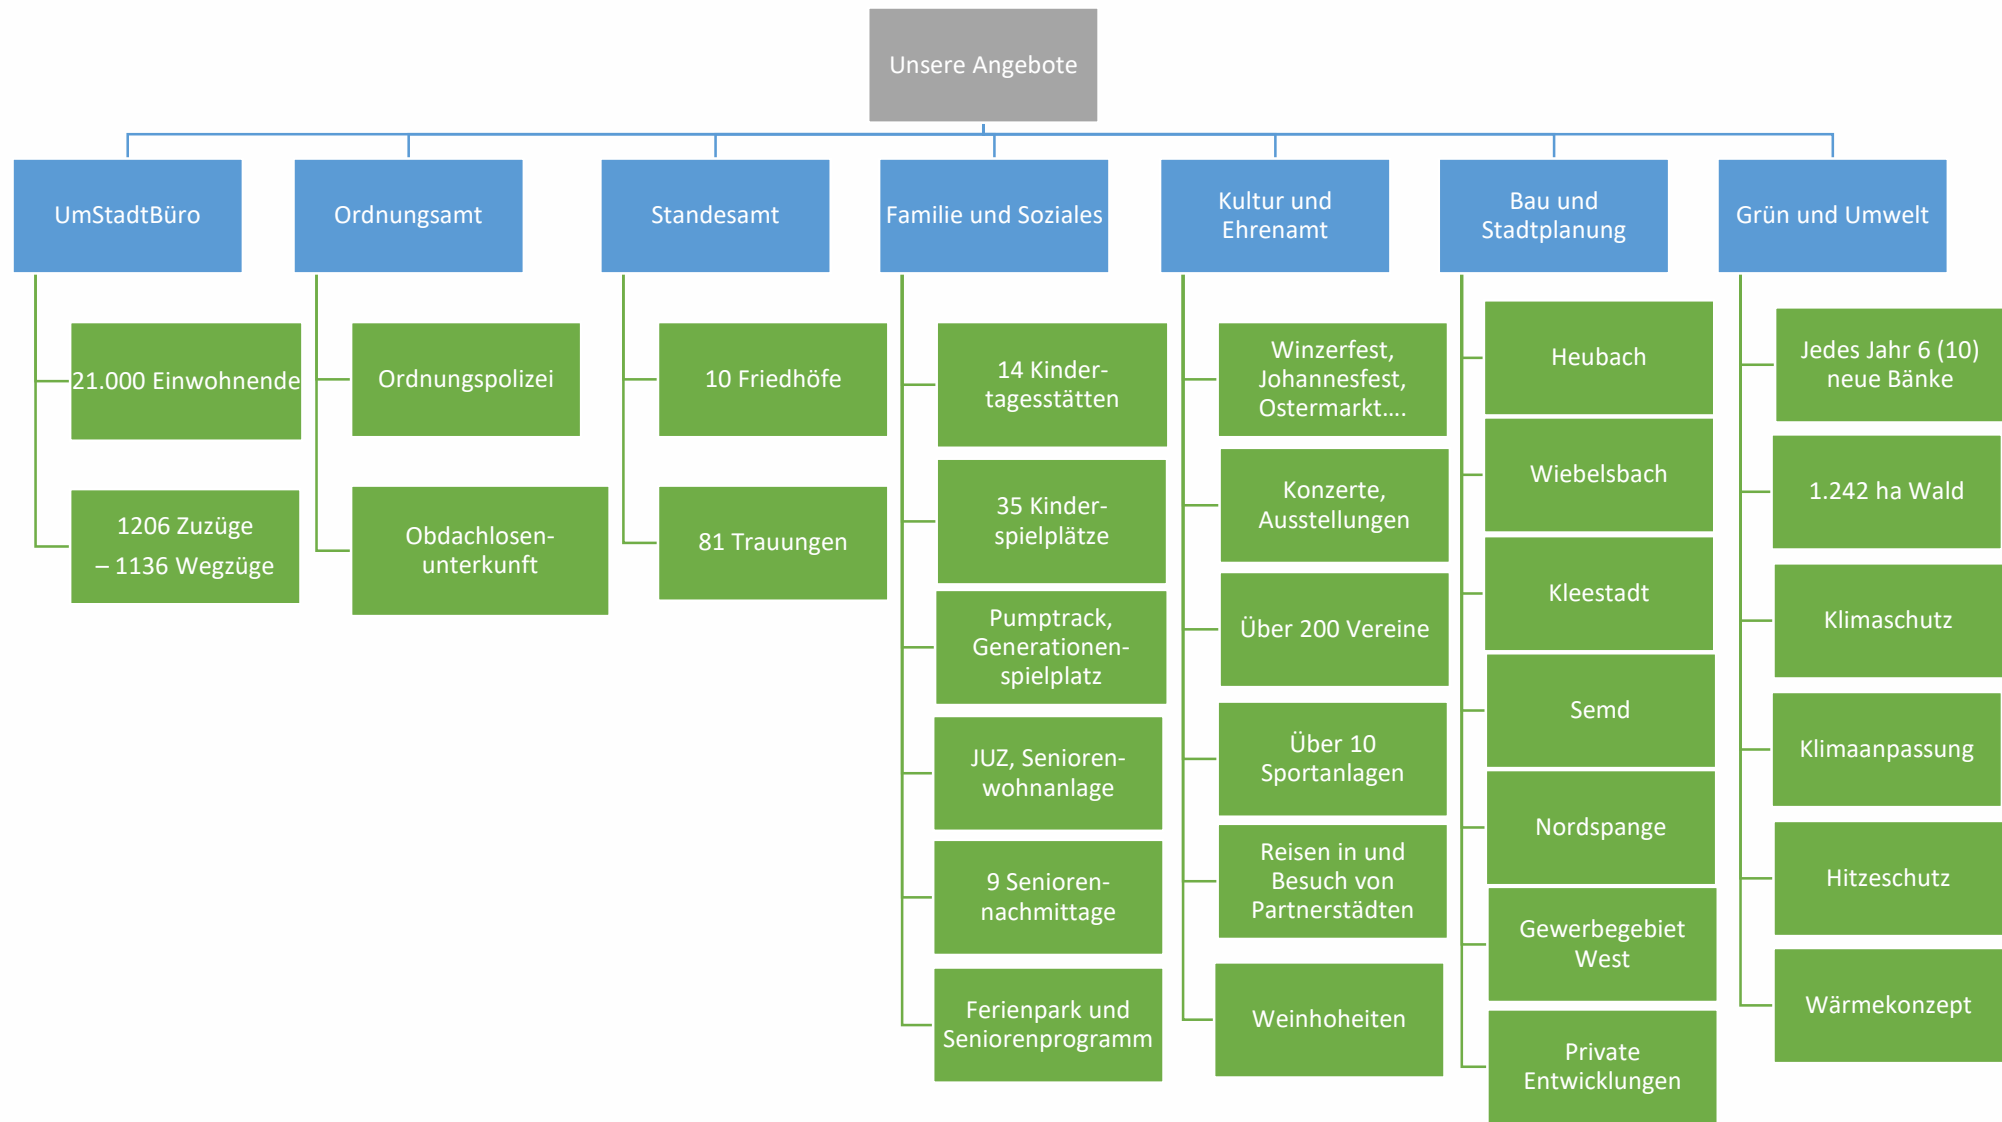 Unsere Angebote
UmStadtBüro
21.000 Einwohnende
1206 Zuzüge
– 1136 Wegzüge
Ordnungsamt
Ordnungspolizei
Obdachlosen-
unterkunft
Standesamt
10 Friedhöfe
81 Trauungen
Familie und Soziales
14 Kinder-
tagesstätten
35 Kinder-
spielplätze
Pumptrack,
Generationen-
spielplatz
JUZ, Senioren-
wohnanlage
9 Senioren-
nachmittage
Ferienpark und
Seniorenprogramm
Kultur und
Ehrenamt
Winzerfest,
Johannesfest,
Ostermarkt....
Konzerte,
Ausstellungen
Über 200 Vereine
Über 10
Sportanlagen
Reisen in und
Besuch von
Partnerstädten
Weinhoheiten
Bau und
Stadtplanung
Heubach
Wiebelsbach
Kleestadt
Semd
Nordspange
Gewerbegebiet
West
Private
Entwicklungen
Grün und Umwelt
Jedes Jahr 6 (10)
neue Bänke
1.242 ha Wald
Klimaschutz
Klimaanpassung
Hitzeschutz
Wärmekonzept